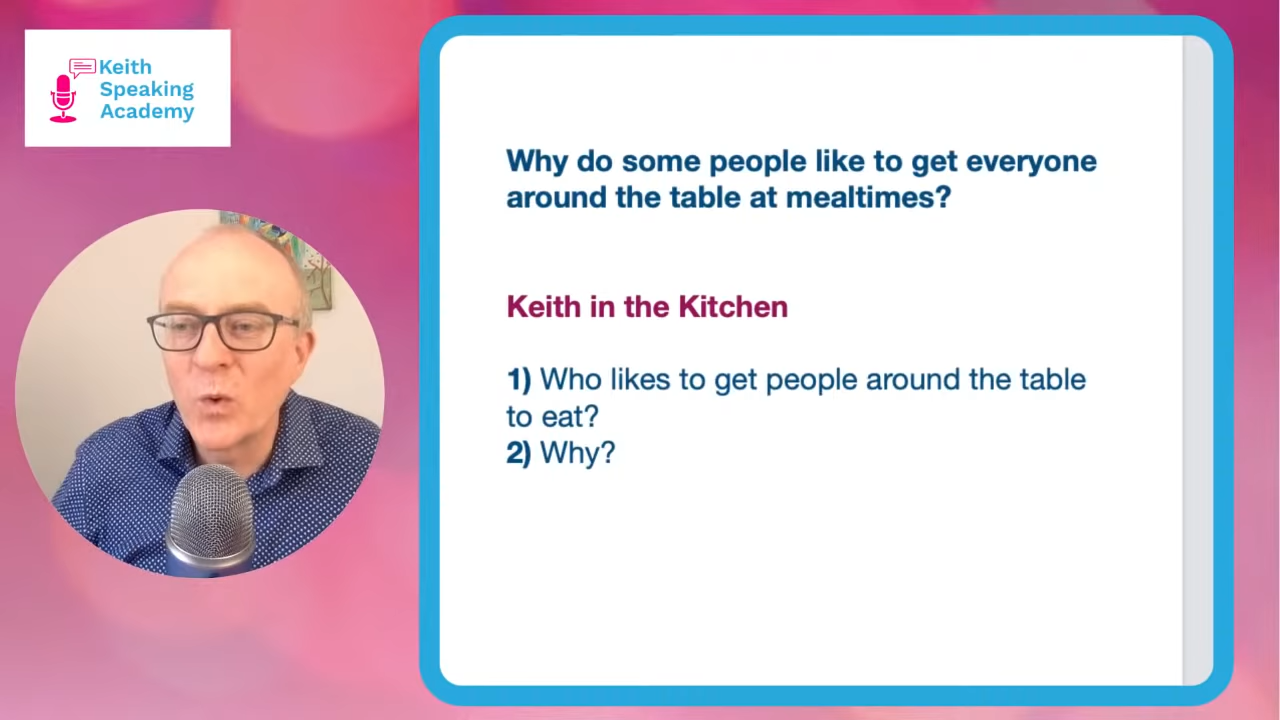 Keith
Speaking
Academy
Why do some people like to get everyone
around the table at mealtimes?
Keith in the Kitchen
1) Who likes to get people around the table
to eat?
2) Why?